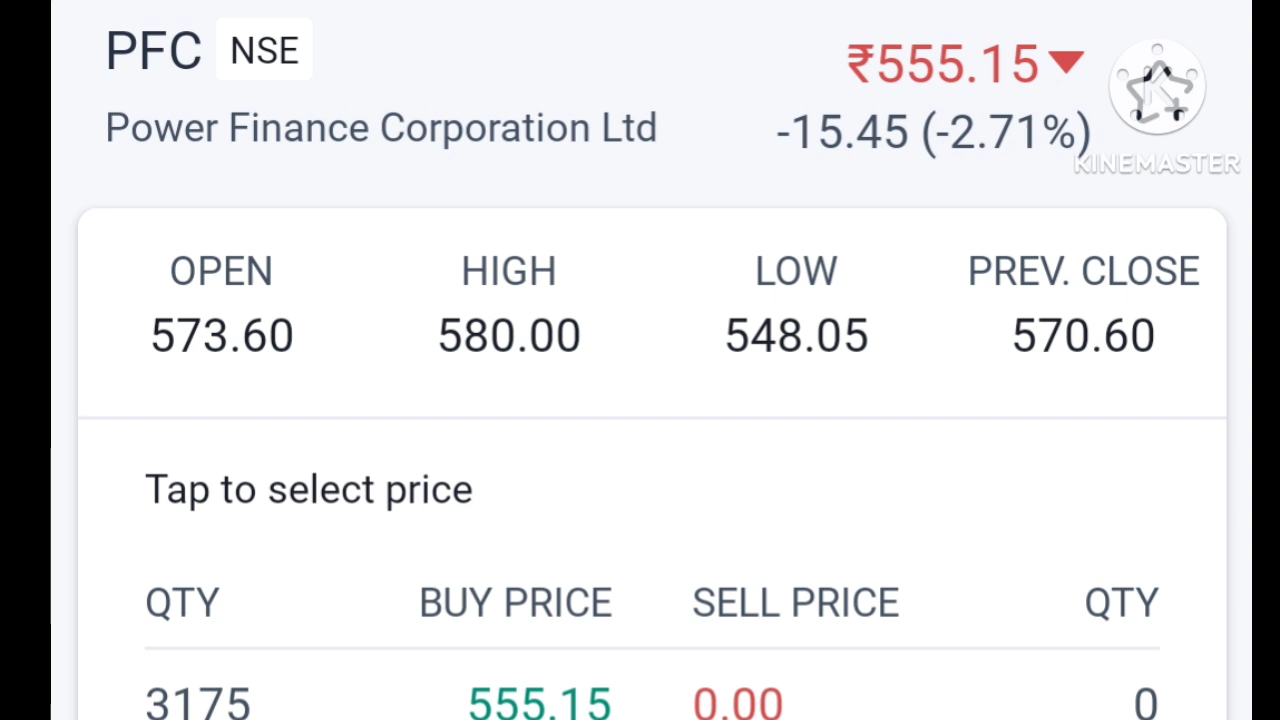 PFC NSE
₹555.15
Power Finance Corporation Ltd
-15.45 (-2.71%)
KINEMASTER
OPEN HIGH LOW PREV. CLOSE
573.60 580.00 548.05 570.60
Tap to select price
QTY BUY PRICE SELL PRICE QTY
3175 555.15 0.00 0